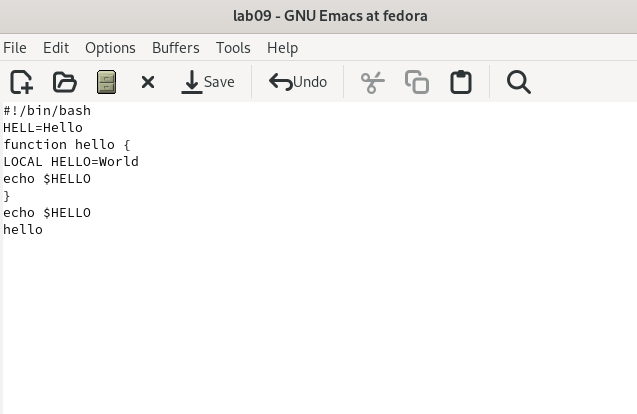 lab09 - GNU Emacs at fedora
File Edit Options Buffers Tools Help
Save Undo
#!/bin/bash
HELL=Hello
function hello {
LOCAL HELLO=World
echo $HELLO
}
echo $HELLO
hello